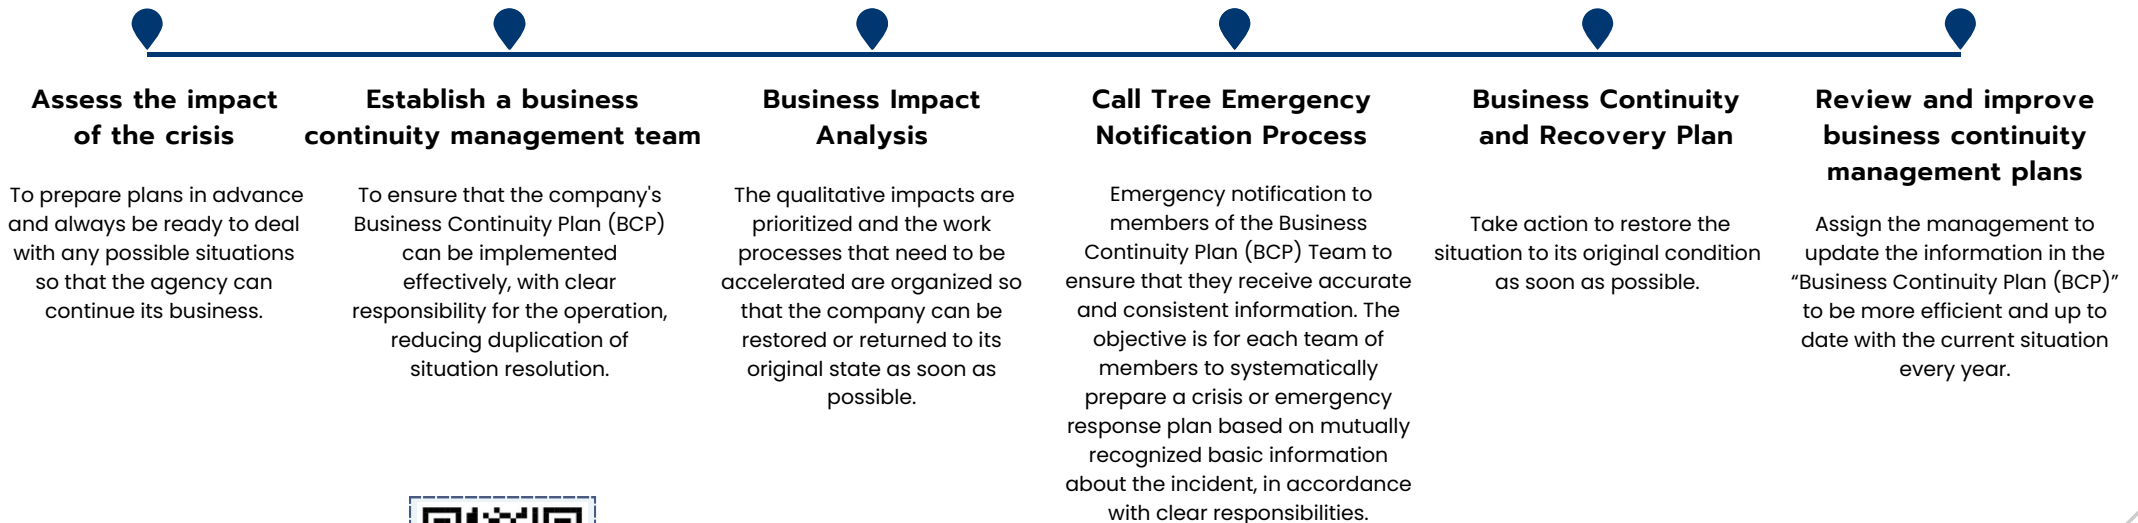 Assess the impact
of the crisis
To prepare plans in advance
and always be ready to deal
with any possible situations
so that the agency can
continue its business.
Establish a business
continuity management team
To ensure that the company's
Business Continuity Plan (BCP)
can be implemented
effectively, with clear
responsibility for the operation,
reducing duplication of
situation resolution.
Business Impact
Analysis
The qualitative impacts are
prioritized and the work
processes that need to be
accelerated are organized so
that the company can be
restored or returned to its
original state as soon as
possible.
Call Tree Emergency
Notification Process
Emergency notification to
members of the Business
Continuity Plan (BCP) Team to
ensure that they receive accurate
and consistent information. The
objective is for each team of
members to systematically
prepare a crisis or emergency
response plan based on mutually
recognized basic information
about the incident, in accordance
with clear responsibilities.
Business Continuity
and Recovery Plan
Take action to restore the
situation to its original condition
as soon as possible.
Review and improve
business continuity
management plans
Assign the management to
update the information in the
“Business Continuity Plan (BCP)”
to be more efficient and up to
date with the current situation
every year.